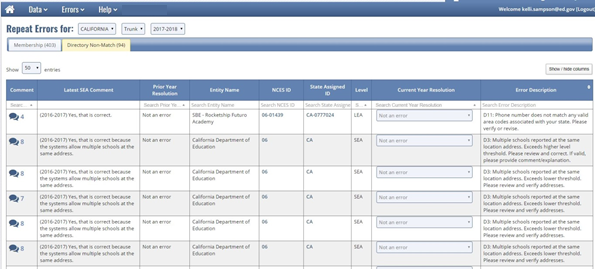 Data Errors Help Welcome kelli.sampson@ed.gov (Logout
Repeat Errors for: CALIFORNIA Trunk 2017-2018
Membership (403) Directory Non-Match (94)
Show 50 entries Show / hide columns
Comment Latest SEA Comment Prior Year Resolution Entity Name NCES ID State Assigned ID Level Current Year Resolution Error Description
Search Prior Ye... Search Entity Name Search NCES ID Search State Assigne S... Search Current Year Resolution Search Error Description
4 (2016-2017) Yes, that is correct. Not an error SBE - Rocketship Futuro Academy 06-01439 CA-0777024 LEA Not an error D11: Phone number does not match any valid area codes associated with your state. Please verify or revise.
8 (2016-2017) Yes, that is correct because the systems allow multiple schools at the same address. Not an error California Department of Education 06 CA SEA Not an error D3: Multiple schools reported at the same location address. Exceeds higher level threshold. Please review and correct. If valid, please provide comment/explanation.
8 (2016-2017) Yes, that is correct because the systems allow multiple schools at the same address. Not an error California Department of Education 06 CA SEA Not an error D3: Multiple schools reported at the same location address. Exceeds lower threshold. Please review and verify addresses.
7 (2016-2017) Yes, that is correct because the systems allow multiple schools at the same address. Not an error California Department of Education 06 CA SEA Not an error D3: Multiple schools reported at the same location address. Exceeds lower threshold. Please review and verify addresses.
8 (2016-2017) Yes, that is correct because the systems allow multiple schools at the same address. Not an error California Department of Education 06 CA SEA Not an error D3: Multiple schools reported at the same location address. Exceeds lower threshold. Please review and verify addresses.
8 (2016-2017) Yes, that is correct because the systems allow multiple schools at the same address. Not an error California Department of Education 06 CA SEA Not an error D3: Multiple schools reported at the same location address. Exceeds lower threshold. Please review and verify addresses.